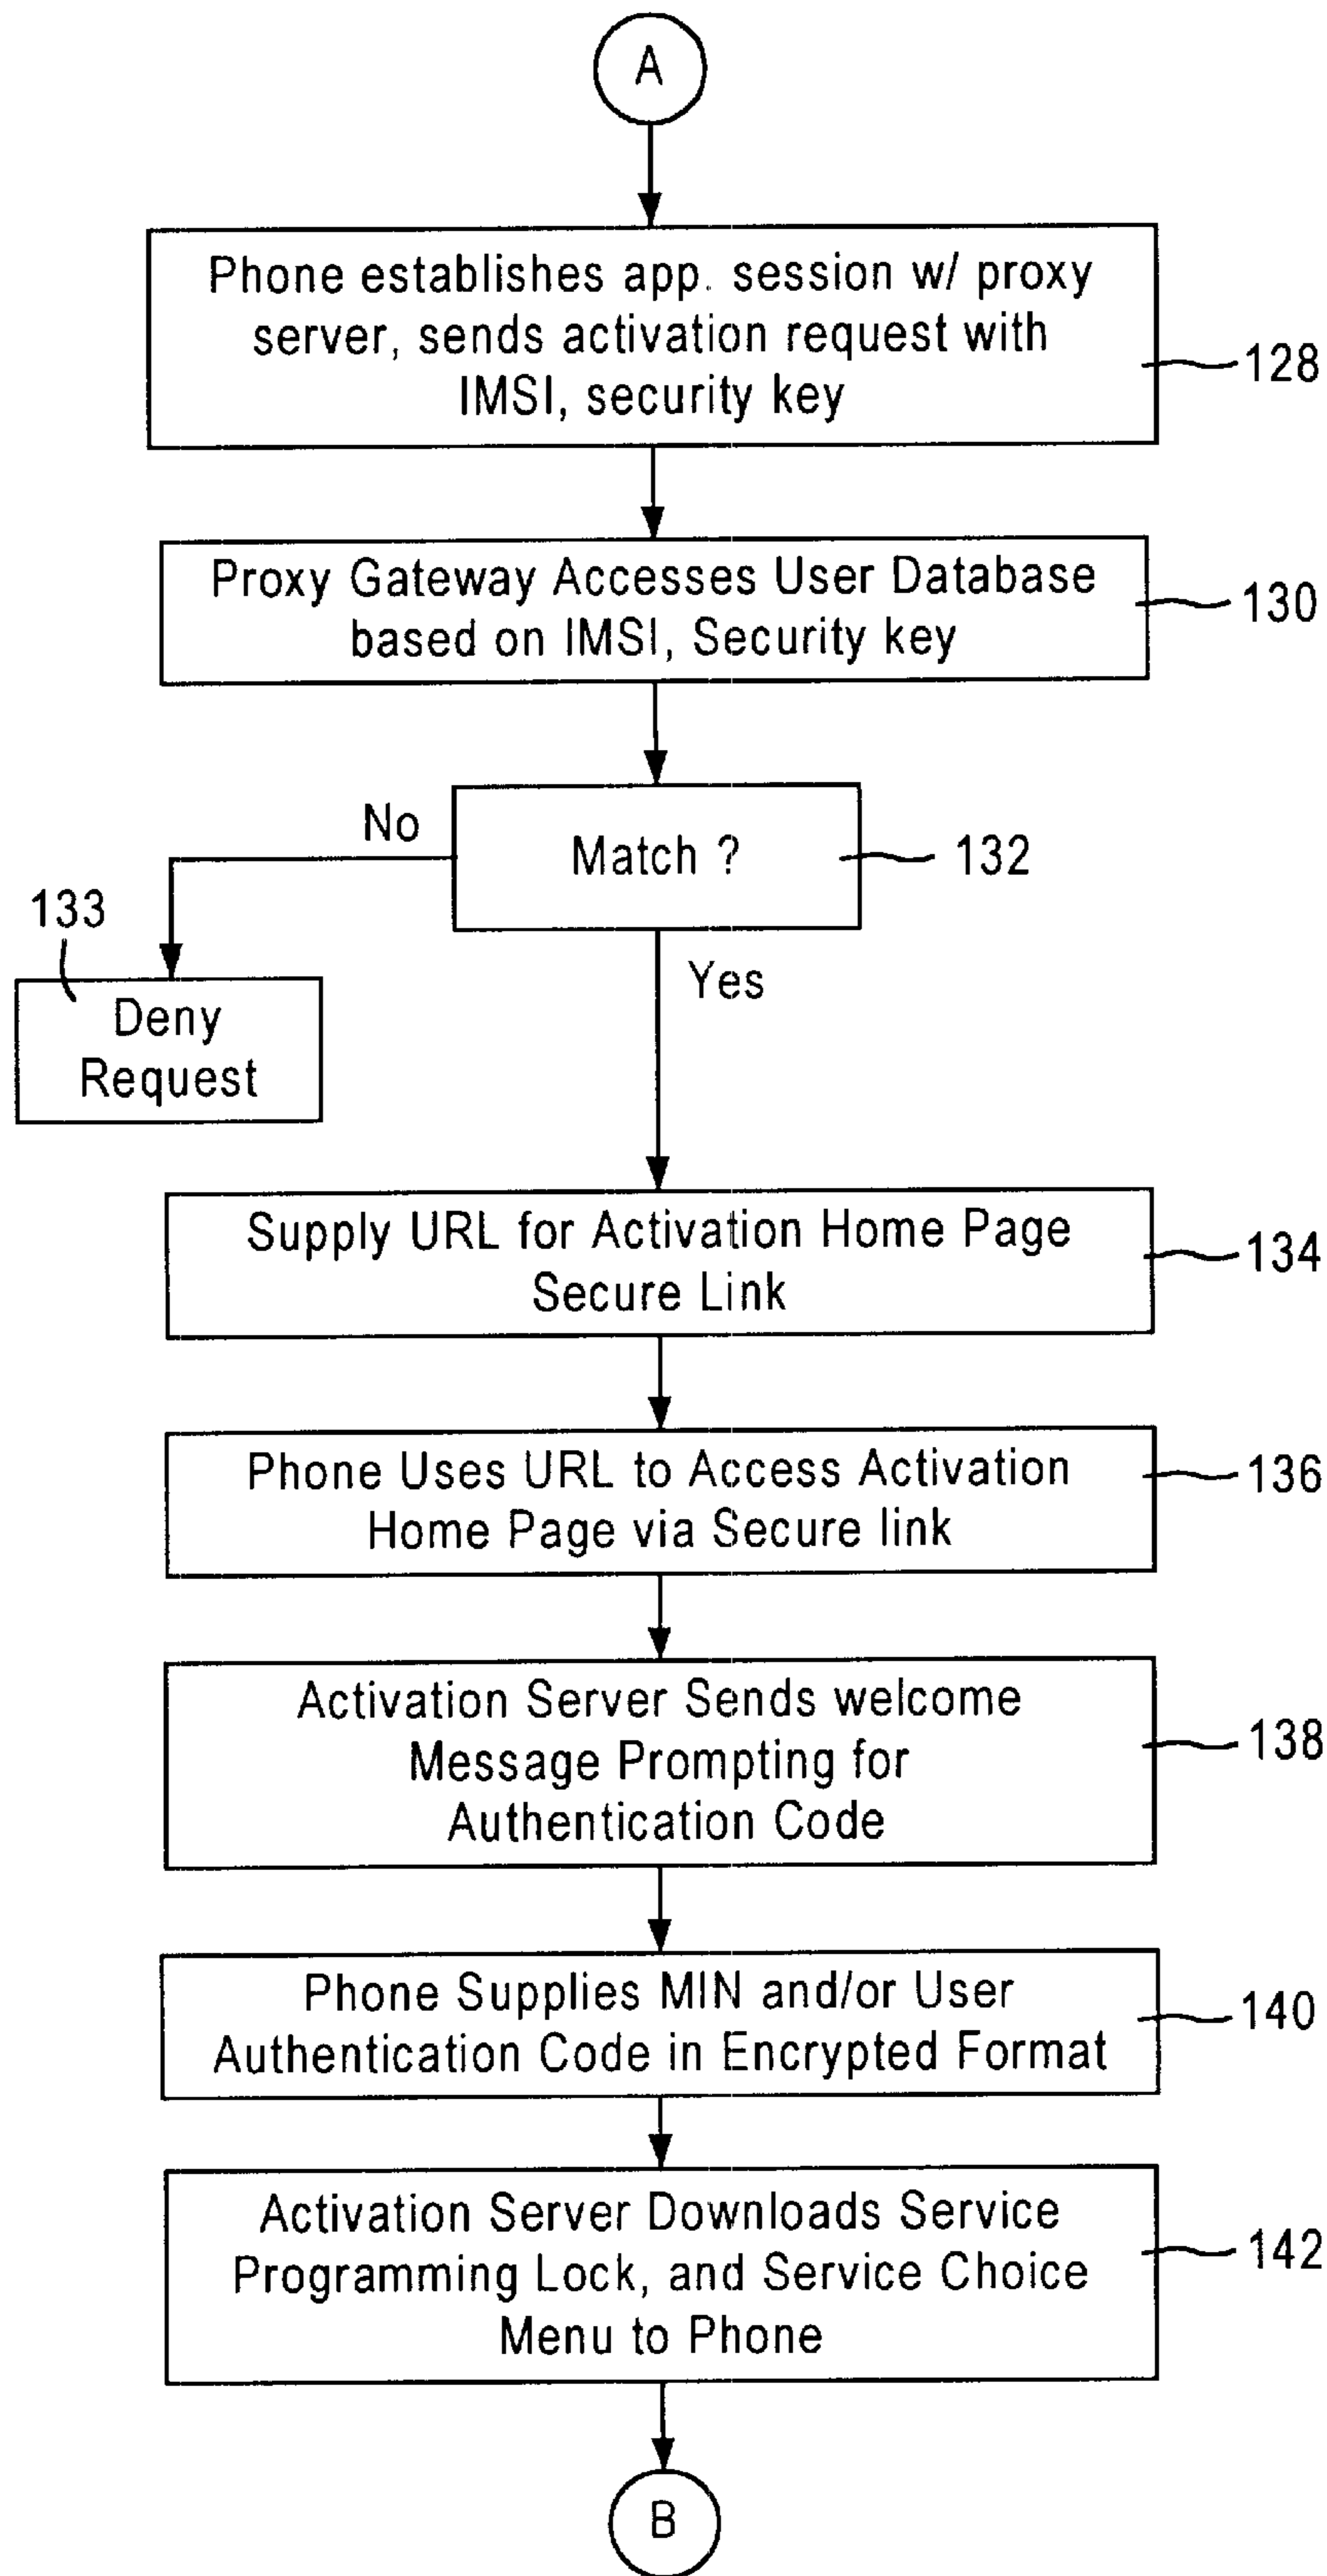 A
Phone establishes app. session w/ proxy
server, sends activation request with
IMSI, security key
128
Proxy Gateway Accesses User Database
based on IMSI, Security key
130
No
Match ?
132
133
Deny
Request
Yes
Supply URL for Activation Home Page
Secure Link
134
Phone Uses URL to Access Activation
Home Page via Secure link
136
Activation Server Sends welcome
Message Prompting for
Authentication Code
138
Phone Supplies MIN and/or User
Authentication Code in Encrypted Format
140
Activation Server Downloads Service
Programming Lock, and Service Choice
Menu to Phone
142
B